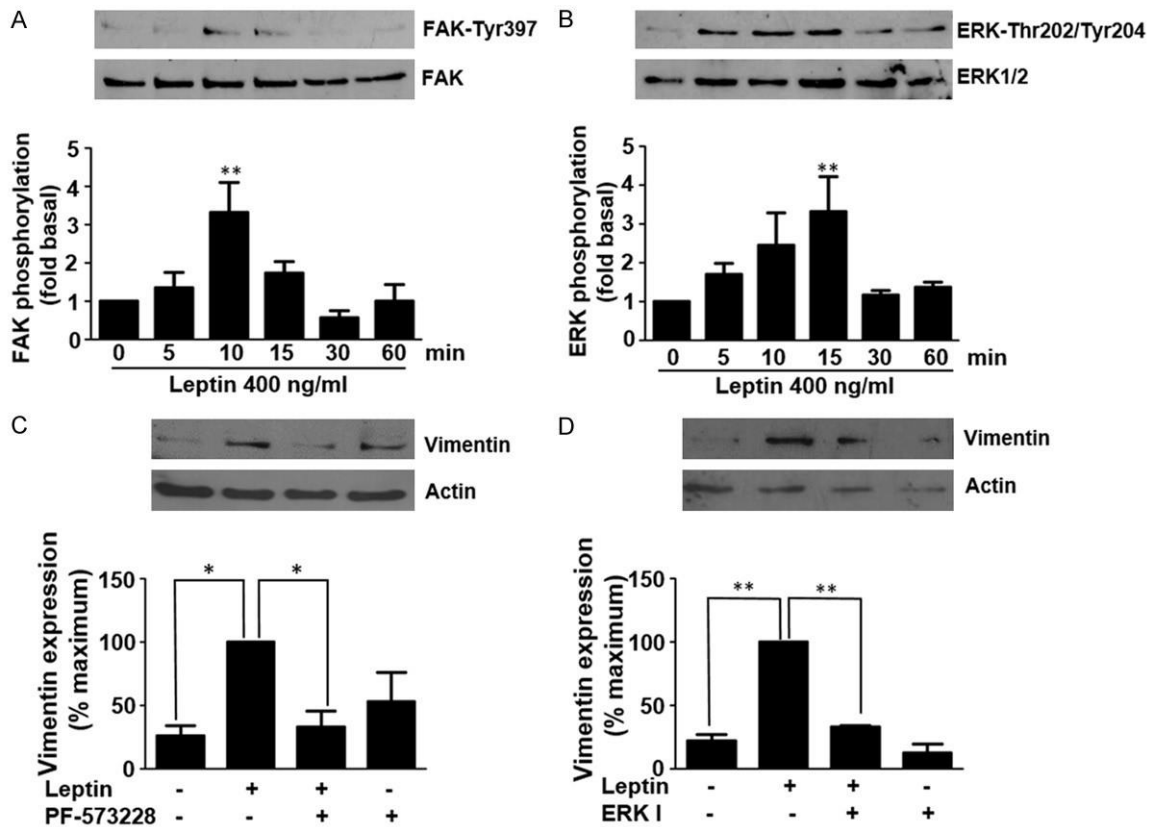 A
FAK-Tyr397
FAK
FAK phosphorylation
(fold basal)
5
4
3
2
1
0
**
0 5 10 15 30 60 min
Leptin 400 ng/ml
B
ERK-Thr202/Tyr204
ERK1/2
ERK phosphorylation
(fold basal)
5
4
3
2
1
0
**
0 5 10 15 30 60 min
Leptin 400 ng/ml
C
Vimentin
Actin
Vimentin expression
(% maximum)
150
100
50
0
* *
Leptin - + + -
PF-573228 - - + +
D
Vimentin
Actin
Vimentin expression
(% maximum)
150
100
50
0
** **
Leptin - + + -
ERK I - - + +